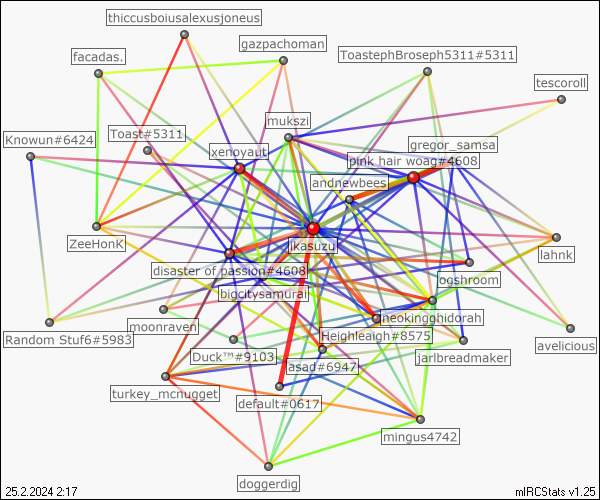 thiccusboiusalexusjoneus
gazpachoman
facadas.
ToastephBroseph5311#5311
tescoroll
mukszi
Toast#5311
Knowun#6424
gregor_samsa
xenoyaut
pink hair woag#4608
andnewbees
ZeeHonK
jkasuzu
lahnk
disaster of passion#4608
ogshroom
bigcitysamurai
neokingghidorah
moonraven
Random Stuf6#5983
Heighleaigh#8575
avelicious
Duck™#9103
jarlbreadmaker
asad#6947
turkey_mcnugget
default#0617
mingus4742
doggerdig
25.2.2024 2:17
mIRCStats v1.25